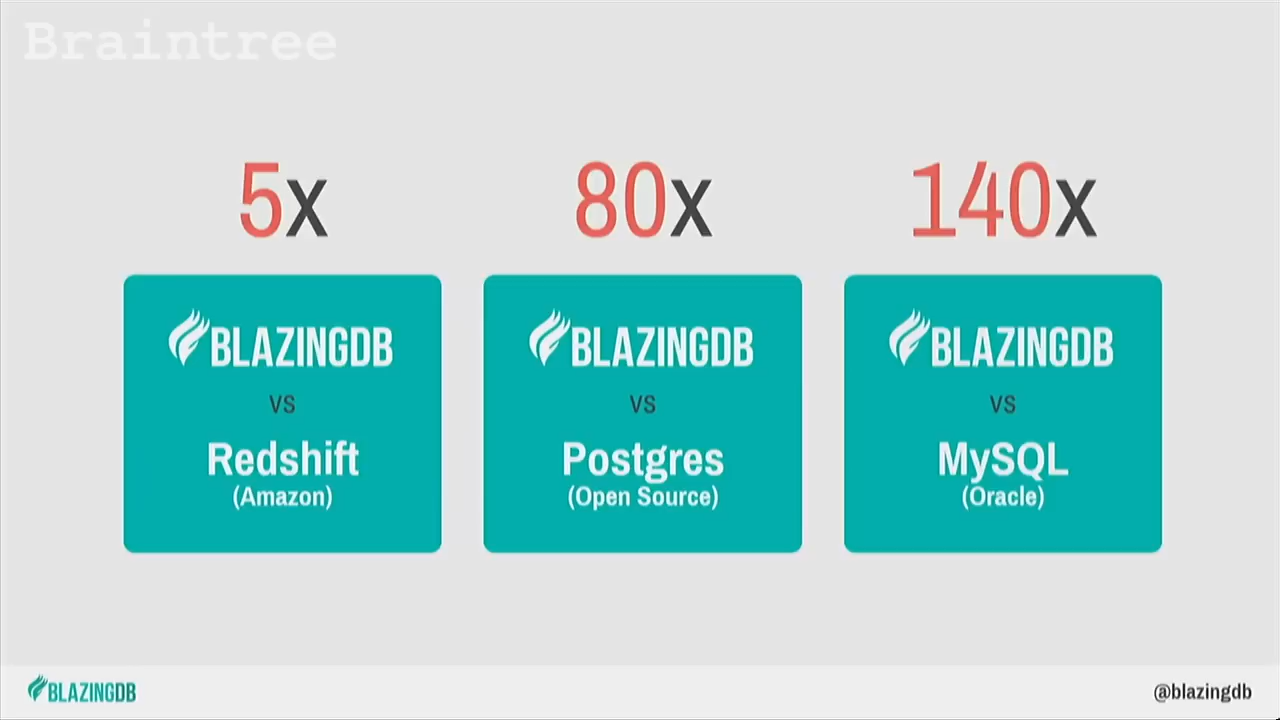 Braintree
5x
80x
140x
BLAZINGDB
vs
Redshift
(Amazon)
BLAZINGDB
vs
Postgres
(Open Source)
BLAZINGDB
vs
MySQL
(Oracle)
BLAZINGDB
@blazingdb